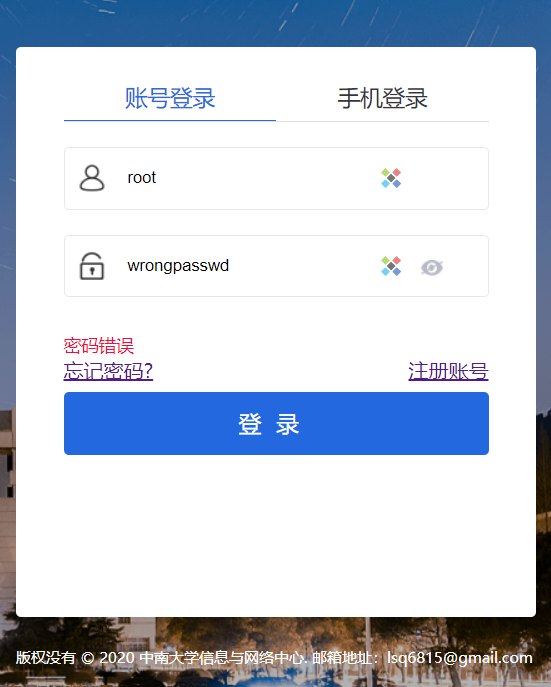 账号登录 手机登录
root
wrongpasswd
密码错误
忘记密码? 注册账号
登 录
版权没有 © 2020 中南大学信息与网络中心. 邮箱地址：lsq6815@gmail.com